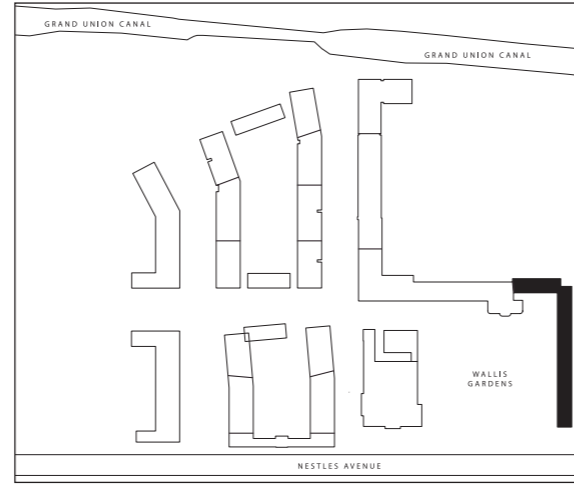 GRAND UNION CANAL
GRAND UNION CANAL
WALLIS
GARDENS
NESTLES AVENUE